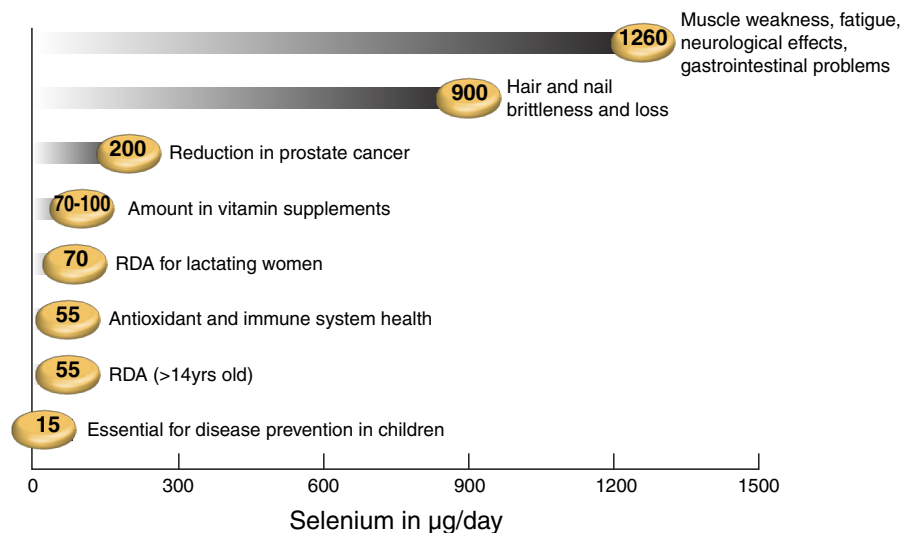 1260
Muscle weakness, fatigue,
neurological effects,
gastrointestinal problems
900
Hair and nail
brittleness and loss
200
Reduction in prostate cancer
70-100
Amount in vitamin supplements
70
RDA for lactating women
55
Antioxidant and immune system health
55
RDA (>14yrs old)
15
Essential for disease prevention in children
0 300 600 900 1200 1500
Selenium in µg/day